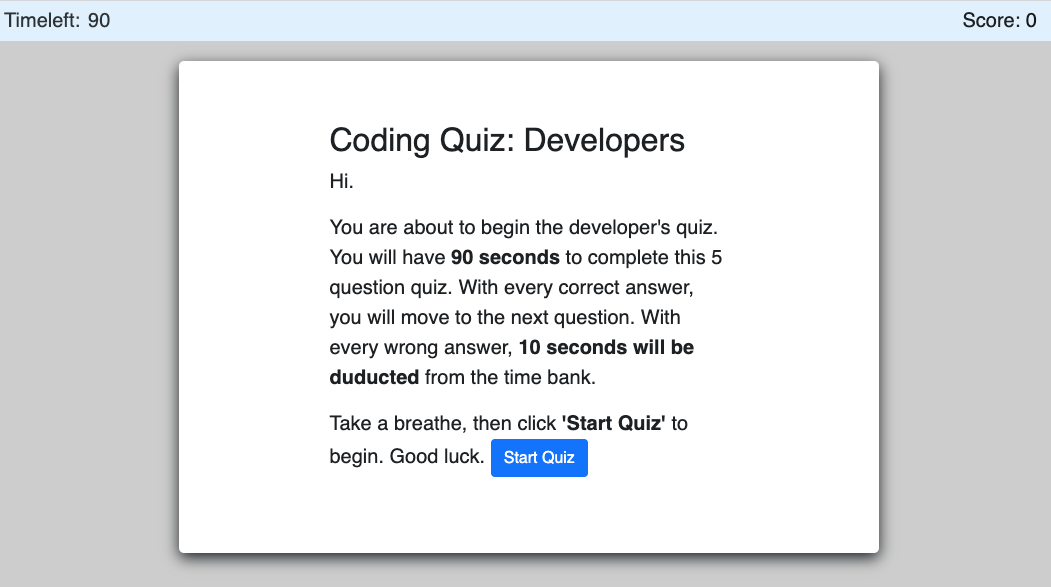 Timeleft: 90
Score: 0
Coding Quiz: Developers
Hi.
You are about to begin the developer's quiz.
You will have 90 seconds to complete this 5
question quiz. With every correct answer,
you will move to the next question. With
every wrong answer, 10 seconds will be
duducted from the time bank.
Take a breathe, then click 'Start Quiz' to
begin. Good luck. Start Quiz